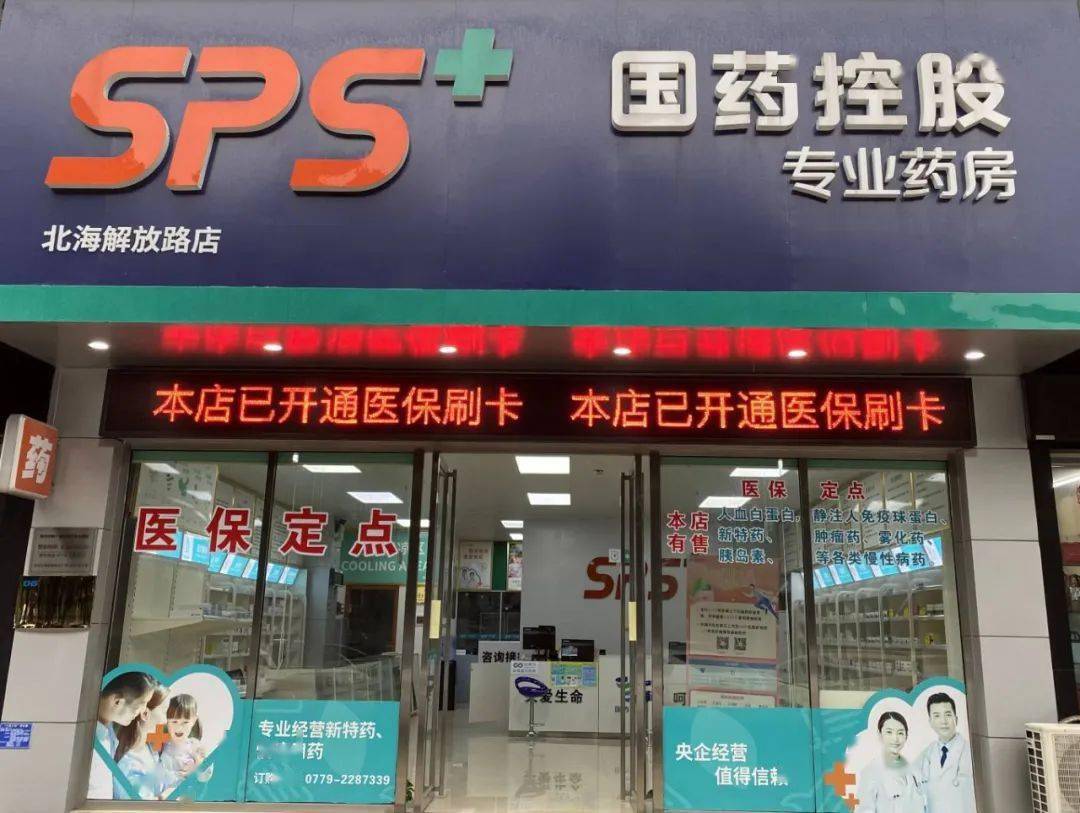 SPS+
国药控股
专业药房
北海解放路店
本店已开通医保刷卡 本店已开通医保刷卡
药
医保定点
COOLING AREA
SPS
咨询接
爱生命
专业经营新特药、
药
订 0779-2287339
医保 定点
本店有售
人血白蛋白,静注人免疫球蛋白、
新特药、肿瘤药、雾化药、
胰岛素、等各类慢性病药
央企经营
值得信赖